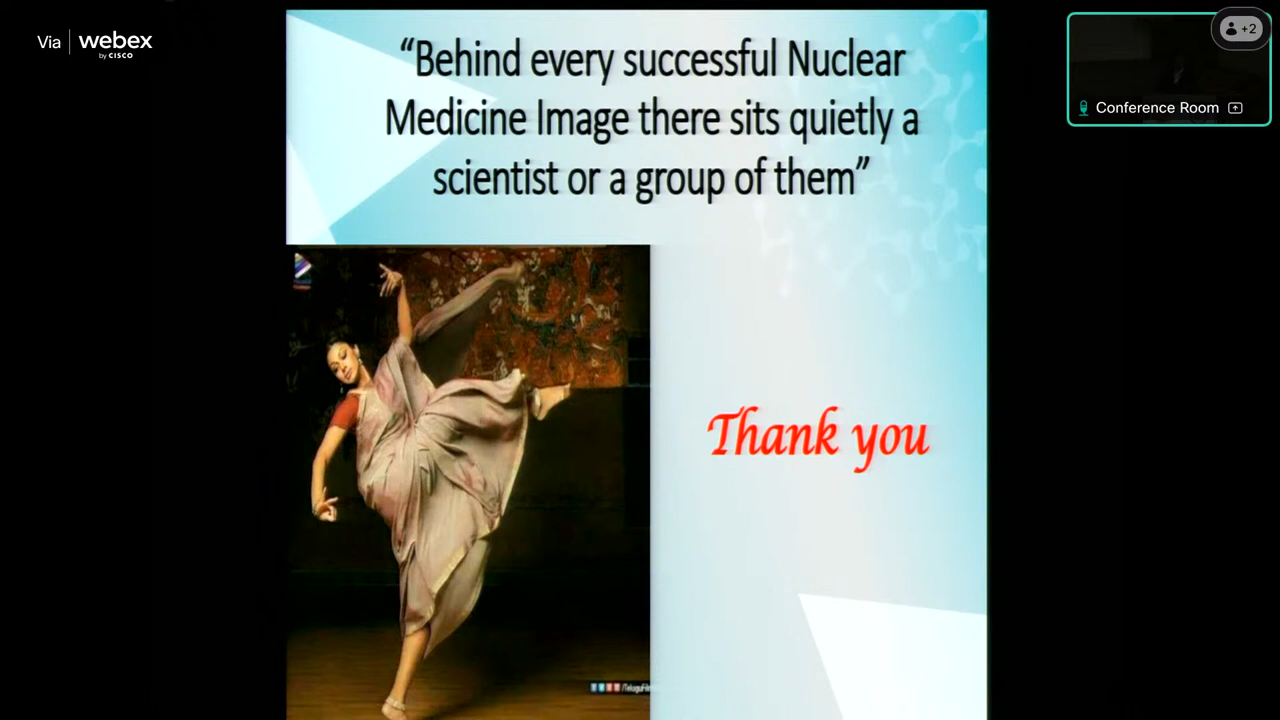 Via
webex
by CISCO
+2
Conference Room
“Behind every successful Nuclear
Medicine Image there sits quietly a
scientist or a group of them”
Thank you